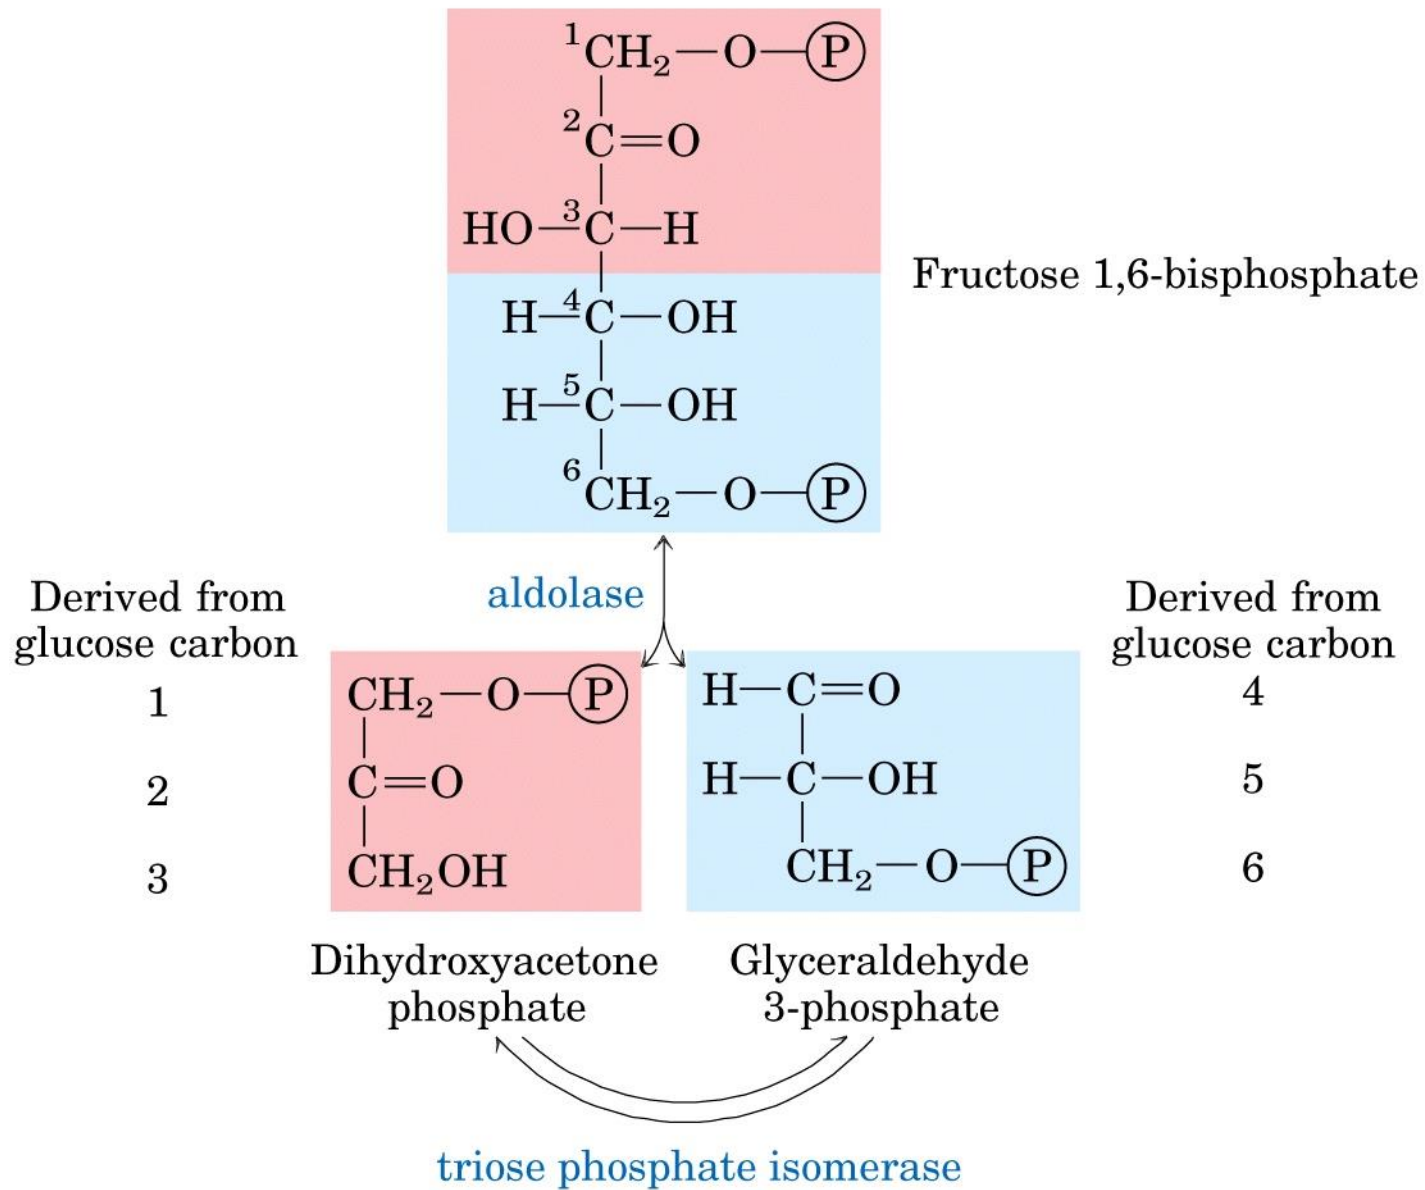 ¹CH₂—O—Ⓟ
²C=O
HO—³C—H
Fructose 1,6-bisphosphate
H—⁴C—OH
H—⁵C—OH
⁶CH₂—O—Ⓟ
aldolase
Derived from
glucose carbon
1
2
3
CH₂—O—Ⓟ
C=O
CH₂OH
Dihydroxyacetone
phosphate
H—C=O
H—C—OH
CH₂—O—Ⓟ
Glyceraldehyde
3-phosphate
Derived from
glucose carbon
4
5
6
triose phosphate isomerase